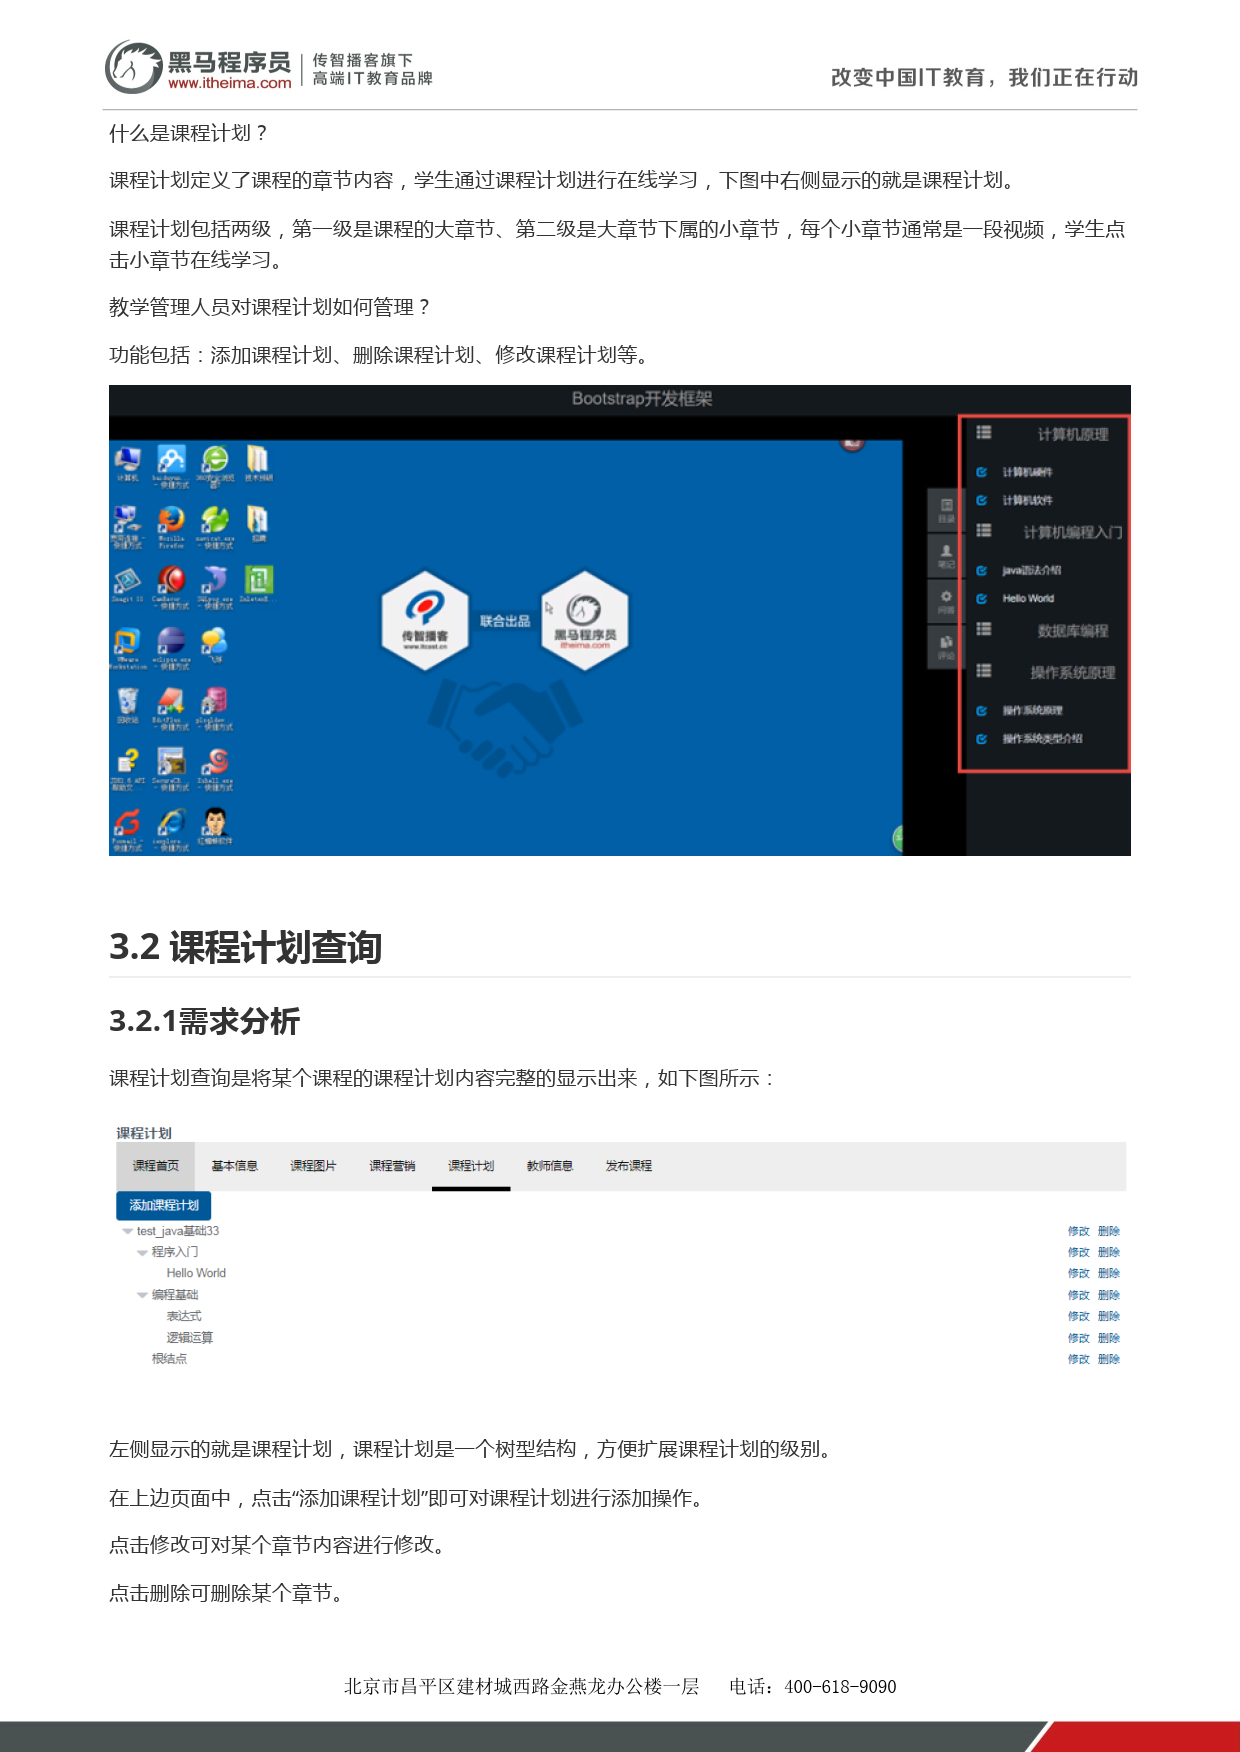 黑马程序员
www.itheima.com
传智播客旗下
高端IT教育品牌
改变中国IT教育，我们正在行动
什么是课程计划？
课程计划定义了课程的章节内容，学生通过课程计划进行在线学习，下图中右侧显示的就是课程计划。
课程计划包括两级，第一级是课程的大章节、第二级是大章节下属的小章节，每个小章节通常是一段视频，学生点
击小章节在线学习。
教学管理人员对课程计划如何管理？
功能包括：添加课程计划、删除课程计划、修改课程计划等。
Bootstrap开发框架
计算机
回收站
传智播客
www.itcast.cn
联合出品
黑马程序员
itheima.com
目录
笔记
问答
评论
计算机原理
计算机硬件
计算机软件
计算机编程入门
java语法介绍
Hello World
数据库编程
操作系统原理
操作系统原理
操作系统类型介绍
3.2 课程计划查询
3.2.1需求分析
课程计划查询是将某个课程的课程计划内容完整的显示出来，如下图所示：
课程计划
课程首页 基本信息 课程图片 课程营销 课程计划 教师信息 发布课程
添加课程计划
test_java基础33 修改 删除
程序入门 修改 删除
Hello World 修改 删除
编程基础 修改 删除
表达式 修改 删除
逻辑运算 修改 删除
根结点 修改 删除
左侧显示的就是课程计划，课程计划是一个树型结构，方便扩展课程计划的级别。
在上边页面中，点击“添加课程计划”即可对课程计划进行添加操作。
点击修改可对某个章节内容进行修改。
点击删除可删除某个章节。
北京市昌平区建材城西路金燕龙办公楼一层 电话：400-618-9090